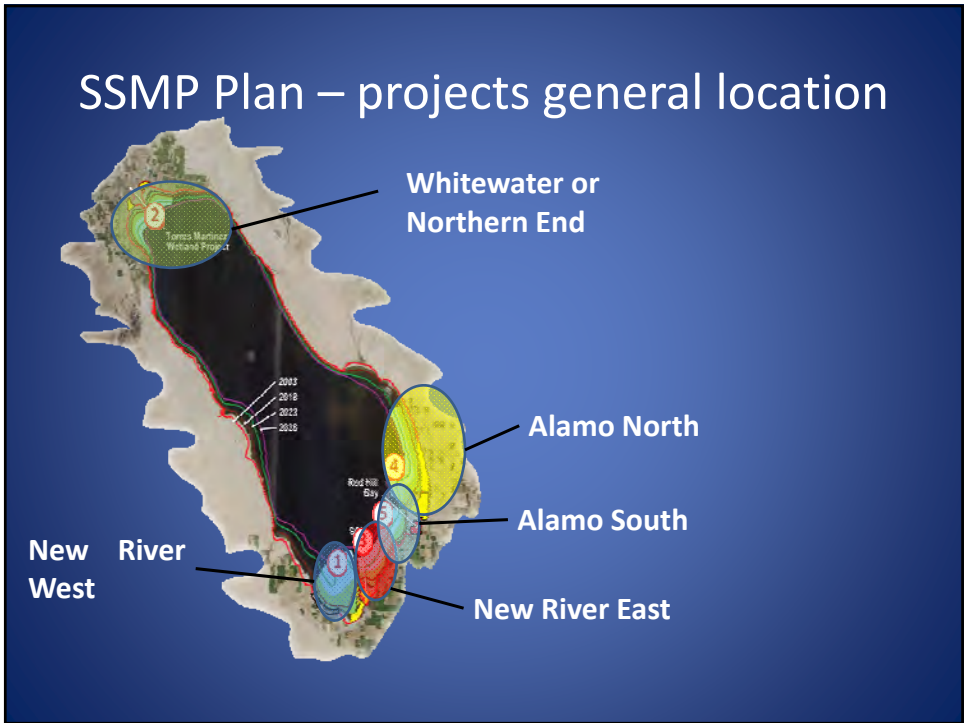 SSMP Plan – projects general location
Whitewater or
Northern End
2
Torres Martinez
Wetland Project
2003
2018
2023
2028
Alamo North
4
Red Hill
Bay
5
Alamo South
New River
West
1
New River East